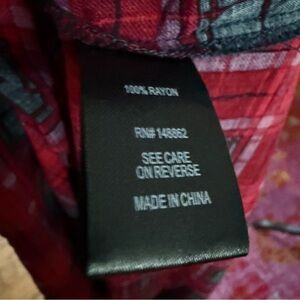 100% RAYON
RN# 148862
SEE CARE
ON REVERSE
MADE IN CHINA